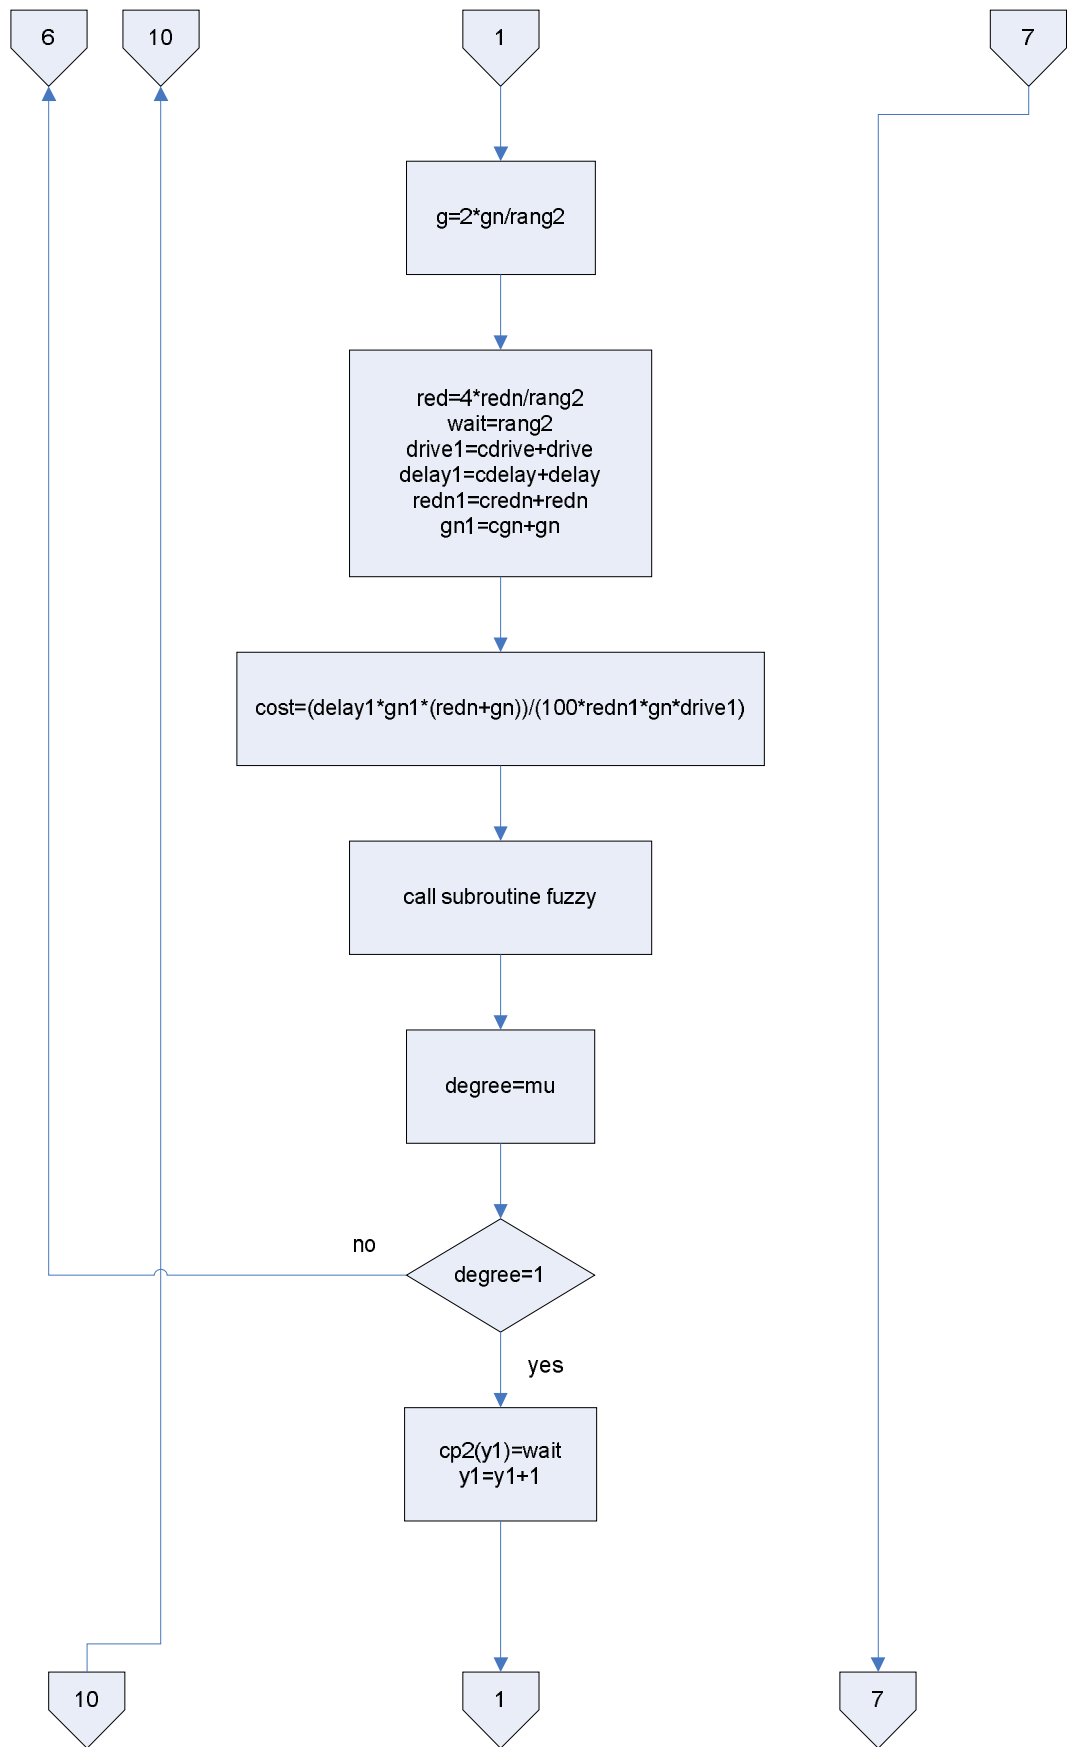 6
10
1
7
g=2*gn/rang2
red=4*redn/rang2
wait=rang2
drive1=cdrive+drive
delay1=cdelay+delay
redn1=credn+redn
gn1=cgn+gn
cost=(delay1*gn1*(redn+gn))/(100*redn1*gn*drive1)
call subroutine fuzzy
degree=mu
no
degree=1
yes
cp2(y1)=wait
y1=y1+1
10
1
7